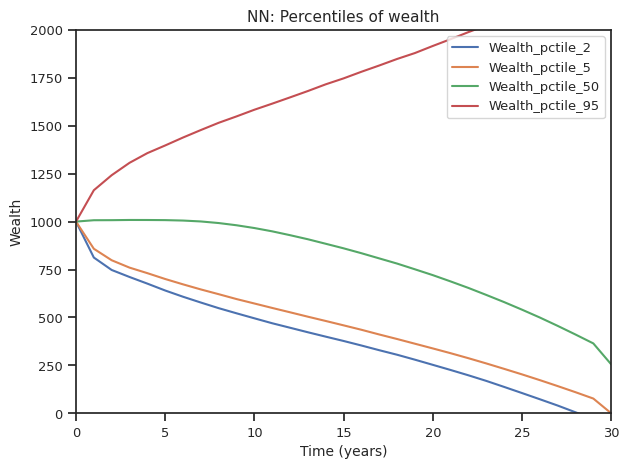 NN: Percentiles of wealth
2000
1750
1500
1250
1000
750
500
250
0
Wealth
Wealth_pctile_2
Wealth_pctile_5
Wealth_pctile_50
Wealth_pctile_95
0 5 10 15 20 25 30
Time (years)